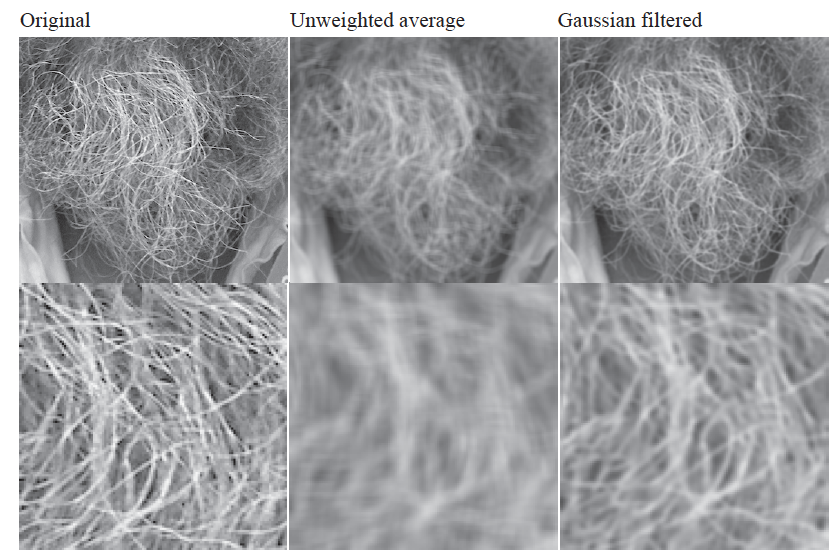 Original
Unweighted average
Gaussian filtered